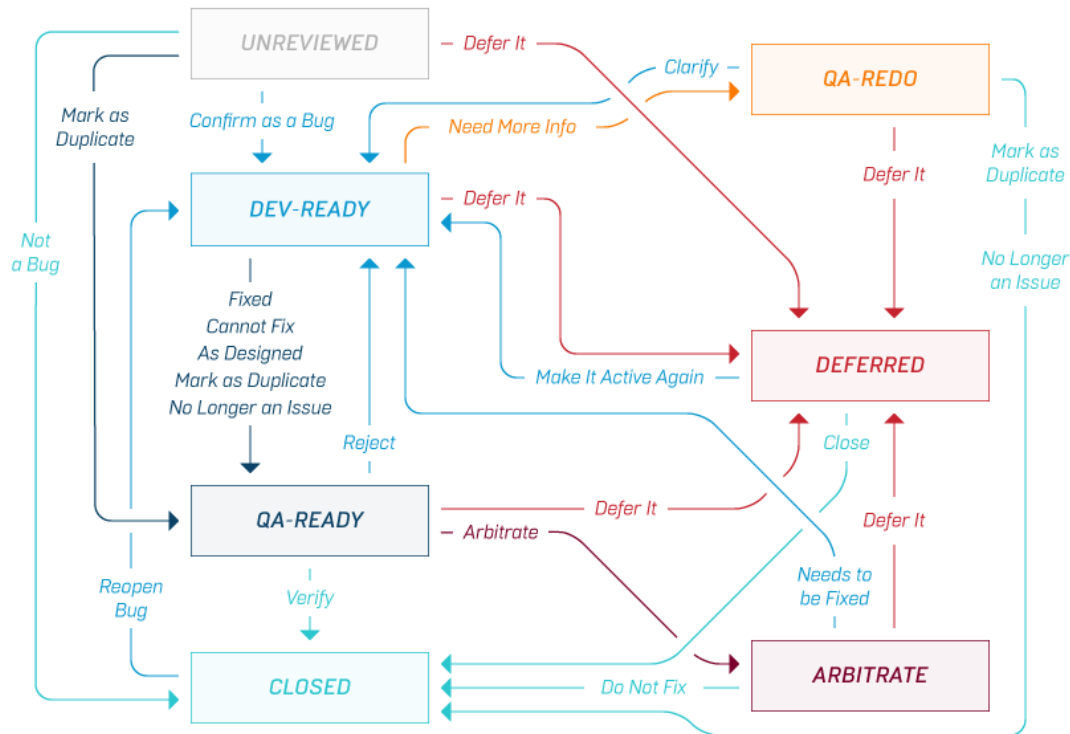 UNREVIEWED
Defer It
Clarify
QA-REDO
Mark as
Duplicate
Confirm as a Bug
Need More Info
Mark as
Duplicate
Defer It
DEV-READY
Defer It
Not
a Bug
No Longer
an Issue
Fixed
Cannot Fix
As Designed
Mark as Duplicate
No Longer an Issue
Make It Active Again
DEFERRED
Reject
Close
QA-READY
Defer It
Arbitrate
Defer It
Reopen
Bug
Verify
Needs to
be Fixed
CLOSED
Do Not Fix
ARBITRATE